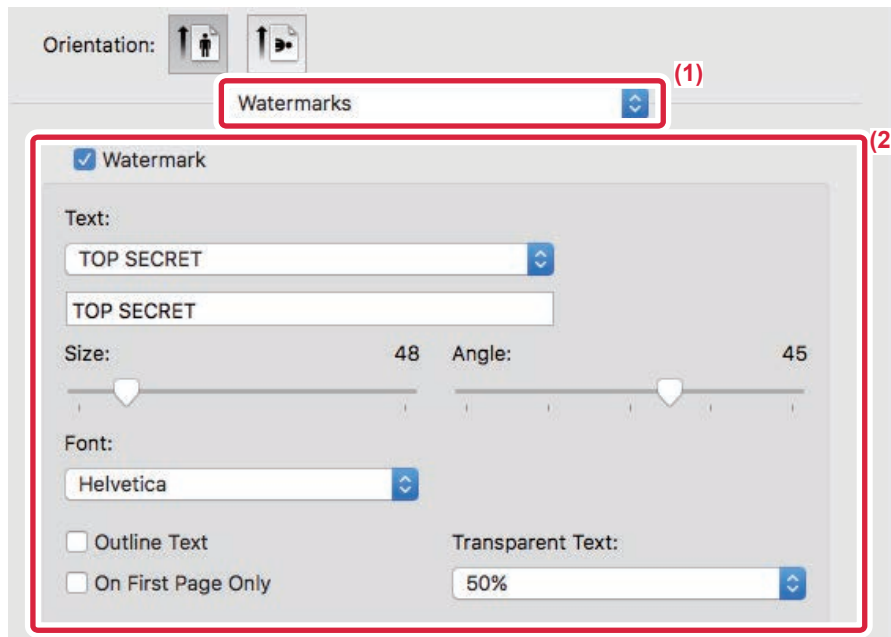 Orientation:
(1)
Watermarks
(2
Watermark
Text:
TOP SECRET
TOP SECRET
Size: 48 Angle: 45
Font:
Helvetica
Outline Text Transparent Text:
On First Page Only 50%